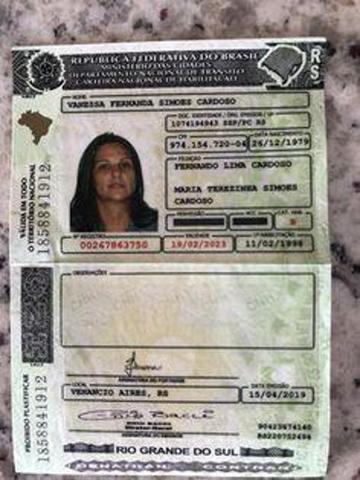 REPÚBLICA FEDERATIVA DO BRASIL
MINISTÉRIO DAS CIDADES
DEPARTAMENTO NACIONAL DE TRÂNSITO
CARTEIRA NACIONAL DE HABILITAÇÃO
RS
NOME
VANESSA FERNANDA SIMOES CARDOSO
DOC. IDENTIDADE / ÓRG. EMISSOR / UF
1074194943 SSP/PC RS
CPF
DATA NASCIMENTO
974.154.720-04
26/12/1979
FILIAÇÃO
FERNANDO LIMA CARDOSO
MARIA TEREZINHA SIMOES
CARDOSO
PERMISSÃO
ACC
CAT. HAB.
B
Nº REGISTRO
VALIDADE
1ª HABILITAÇÃO
00267863750
19/02/2023
11/02/1998
VÁLIDA EM TODO
O TERRITÓRIO NACIONAL
1858841912
OBSERVAÇÕES
ASSINATURA DO PORTADOR
LOCAL
DATA EMISSÃO
VENANCIO AIRES, RS
15/04/2019
ASSINATURA DO EMISSOR
90423674140
RS220752498
PROIBIDO PLASTIFICAR
1858841912
RIO GRANDE DO SUL
DENATRAN
CONTRAN